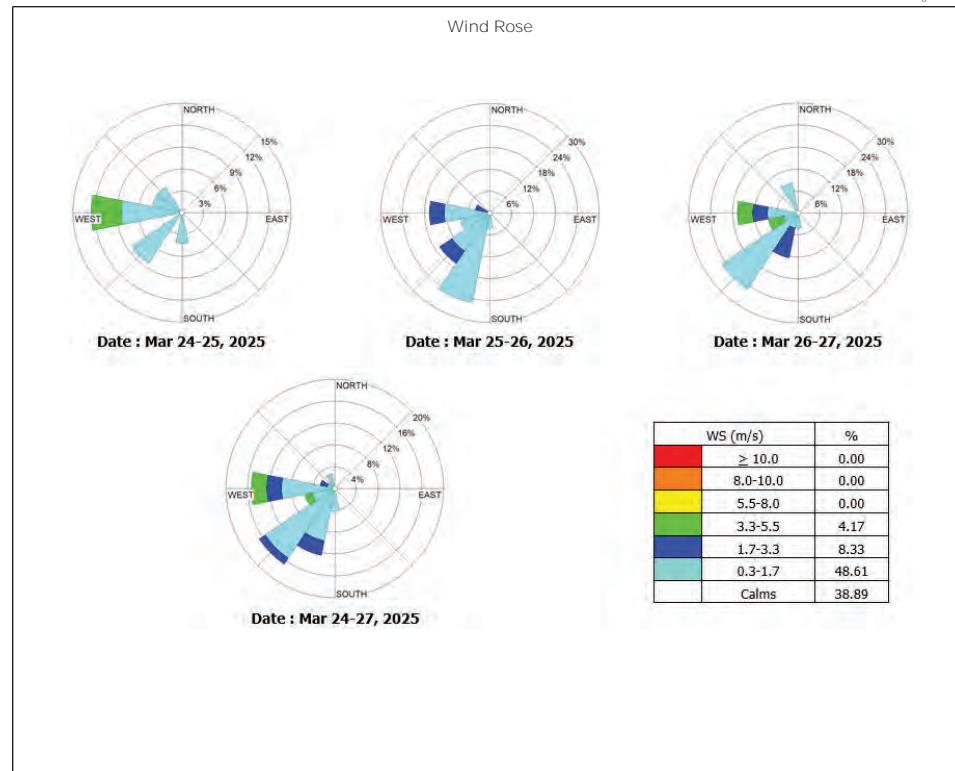 Wind Rose
NORTH
15%
12%
9%
6%
3%
WEST
EAST
SOUTH
Date : Mar 24-25, 2025
NORTH
30%
24%
18%
12%
6%
WEST
EAST
SOUTH
Date : Mar 25-26, 2025
NORTH
30%
24%
18%
12%
6%
WEST
EAST
SOUTH
Date : Mar 26-27, 2025
NORTH
20%
16%
12%
8%
4%
WEST
EAST
SOUTH
Date : Mar 24-27, 2025
WS (m/s) %
≥ 10.0 0.00
8.0-10.0 0.00
5.5-8.0 0.00
3.3-5.5 4.17
1.7-3.3 8.33
0.3-1.7 48.61
Calms 38.89